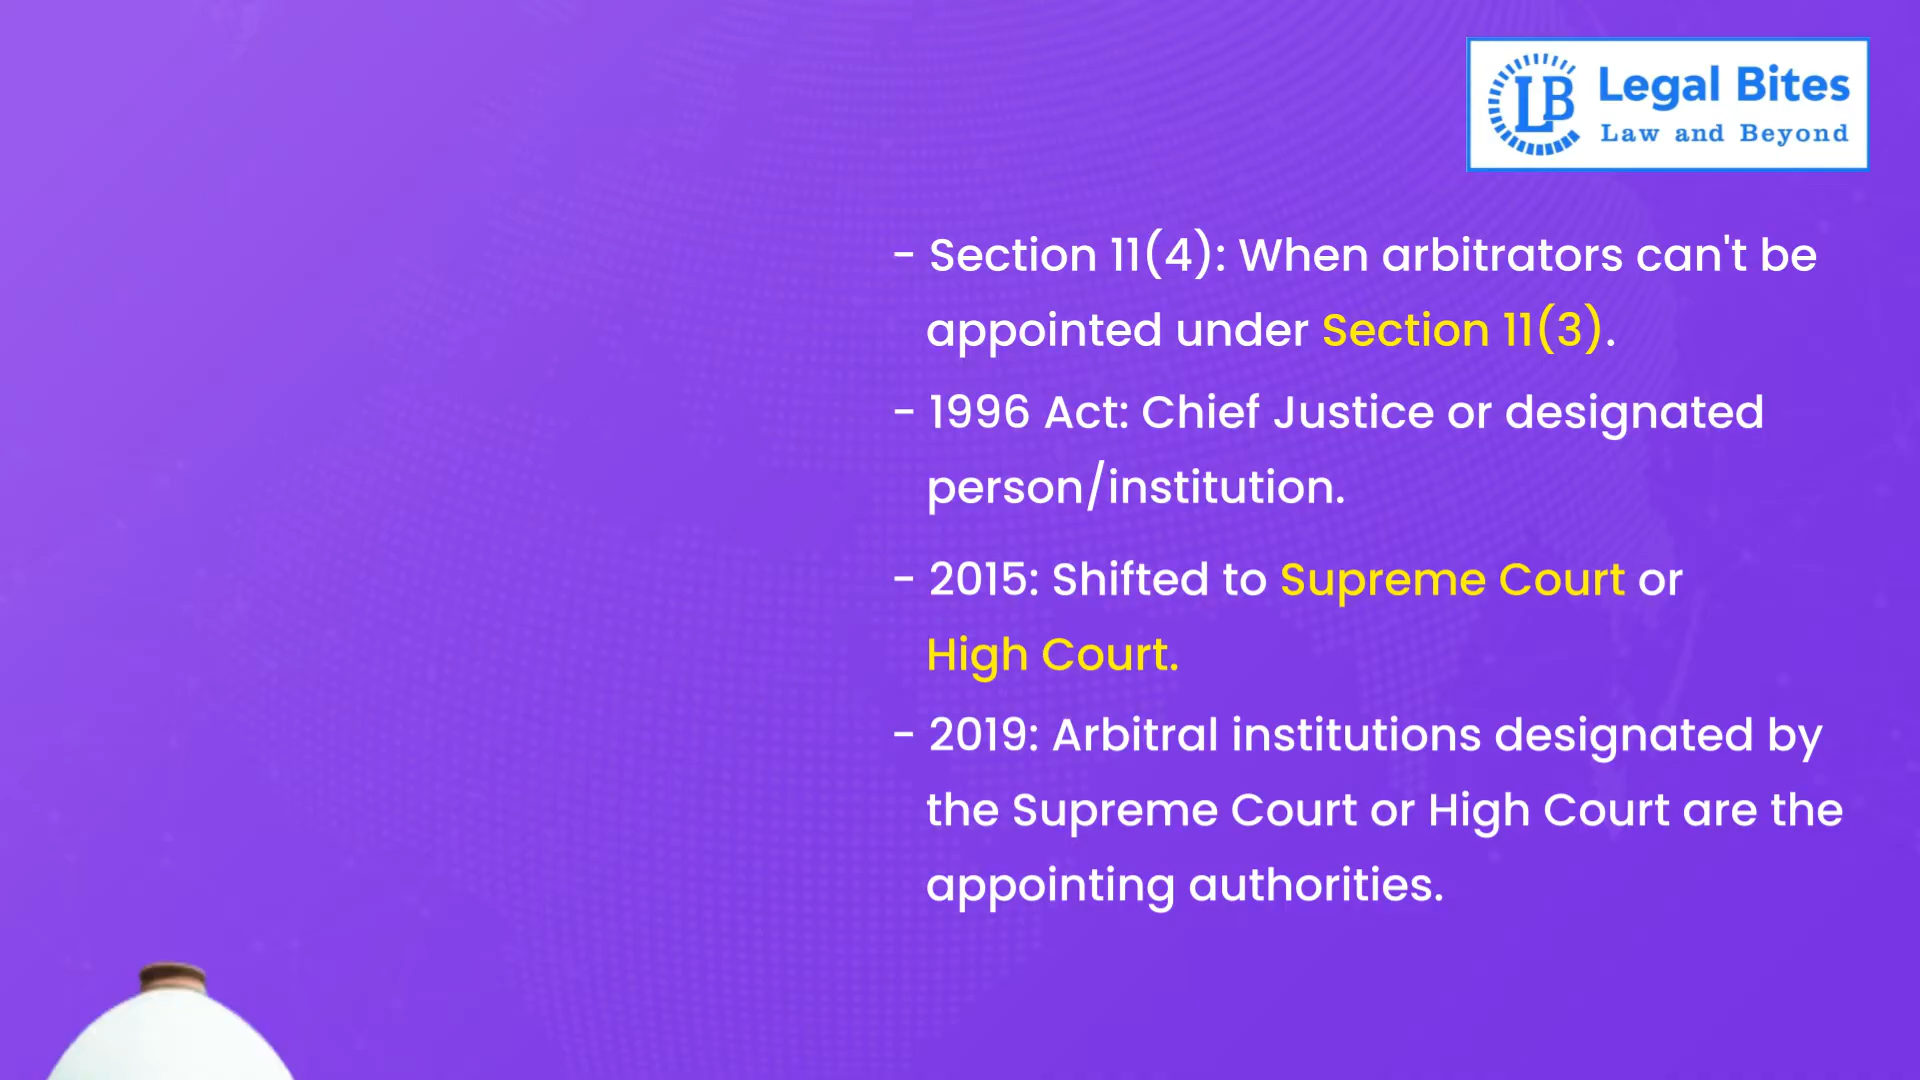 LB
Legal Bites
Law and Beyond
- Section 11(4): When arbitrators can't be
appointed under Section 11(3).
- 1996 Act: Chief Justice or designated
person/institution.
- 2015: Shifted to Supreme Court or
High Court.
- 2019: Arbitral institutions designated by
the Supreme Court or High Court are the
appointing authorities.